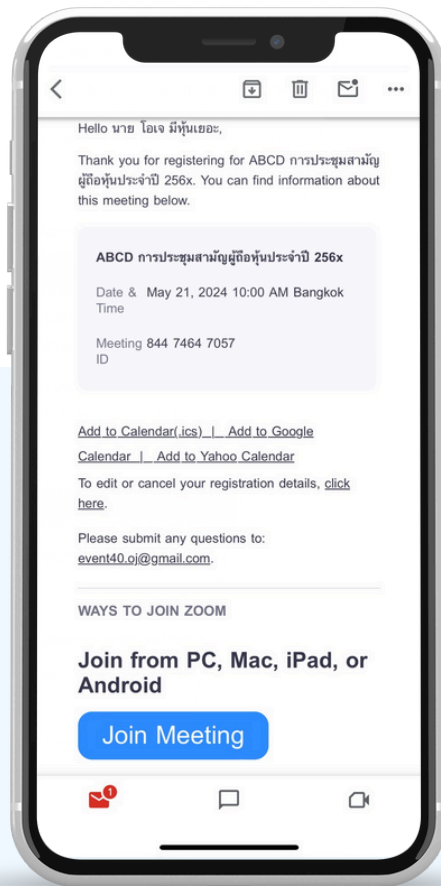 Hello นาย โอเจ มีหุ้นเยอะ,
Thank you for registering for ABCD การประชุมสามัญ
ผู้ถือหุ้นประจำปี 256x. You can find information about
this meeting below.
ABCD การประชุมสามัญผู้ถือหุ้นประจำปี 256x
Date & May 21, 2024 10:00 AM Bangkok
Time
Meeting 844 7464 7057
ID
Add to Calendar(.ics) | Add to Google
Calendar | Add to Yahoo Calendar
To edit or cancel your registration details, click
here.
Please submit any questions to:
event40.oj@gmail.com.
WAYS TO JOIN ZOOM
Join from PC, Mac, iPad, or
Android
Join Meeting
1